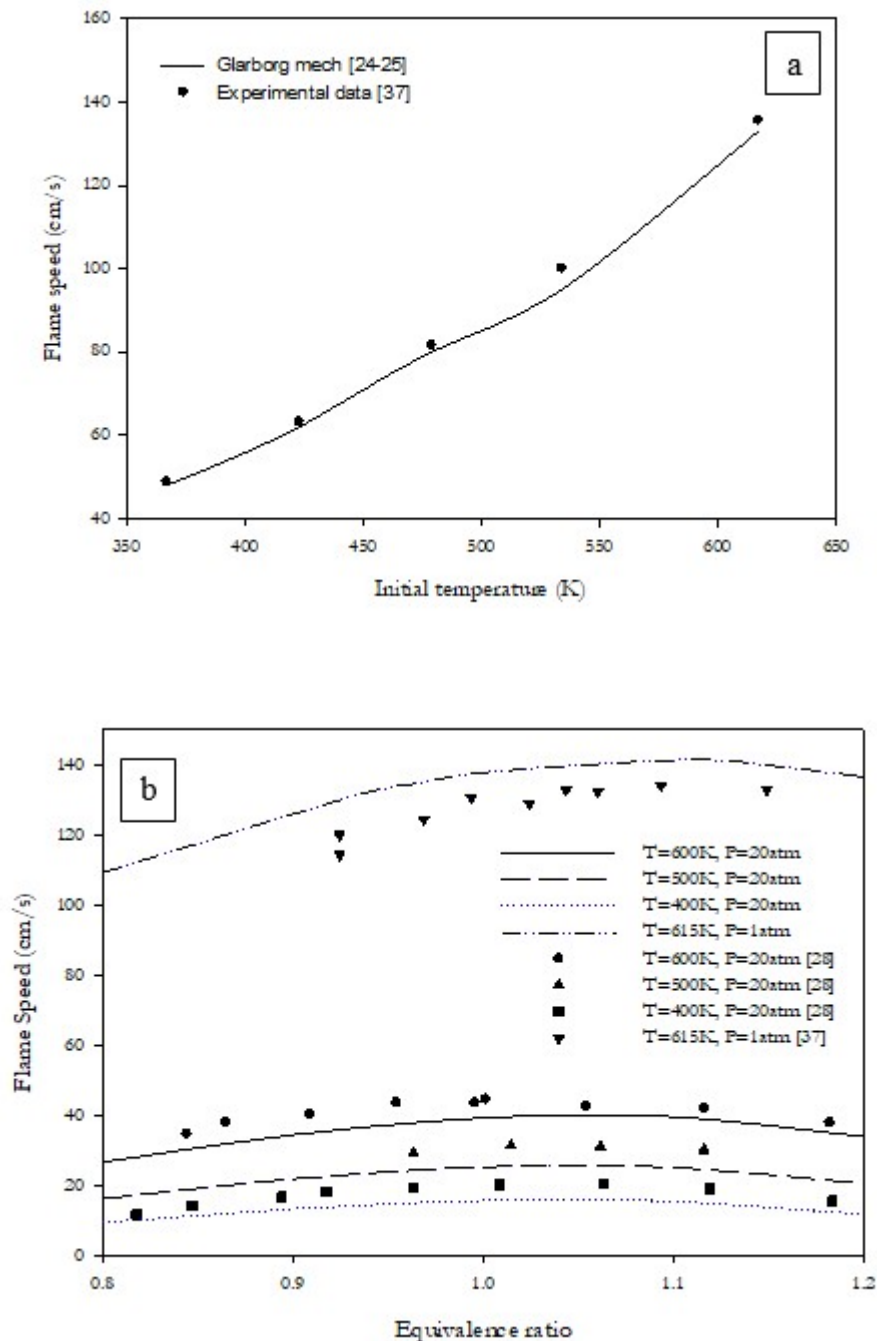 160
a
Glarborg mech [24-25]
Experimental data [37]
140
120
100
80
60
40
Flame speed (cm/s)
350 400 450 500 550 600 650
Initial temperature (K)
b
140
120
100
80
60
40
20
0
Flame Speed (cm/s)
T=600K, P=20atm
T=500K, P=20atm
T=400K, P=20atm
T=615K, P=1atm
T=600K, P=20atm [28]
T=500K, P=20atm [28]
T=400K, P=20atm [28]
T=615K, P=1atm [37]
0.8 0.9 1.0 1.1 1.2
Equivalence ratio